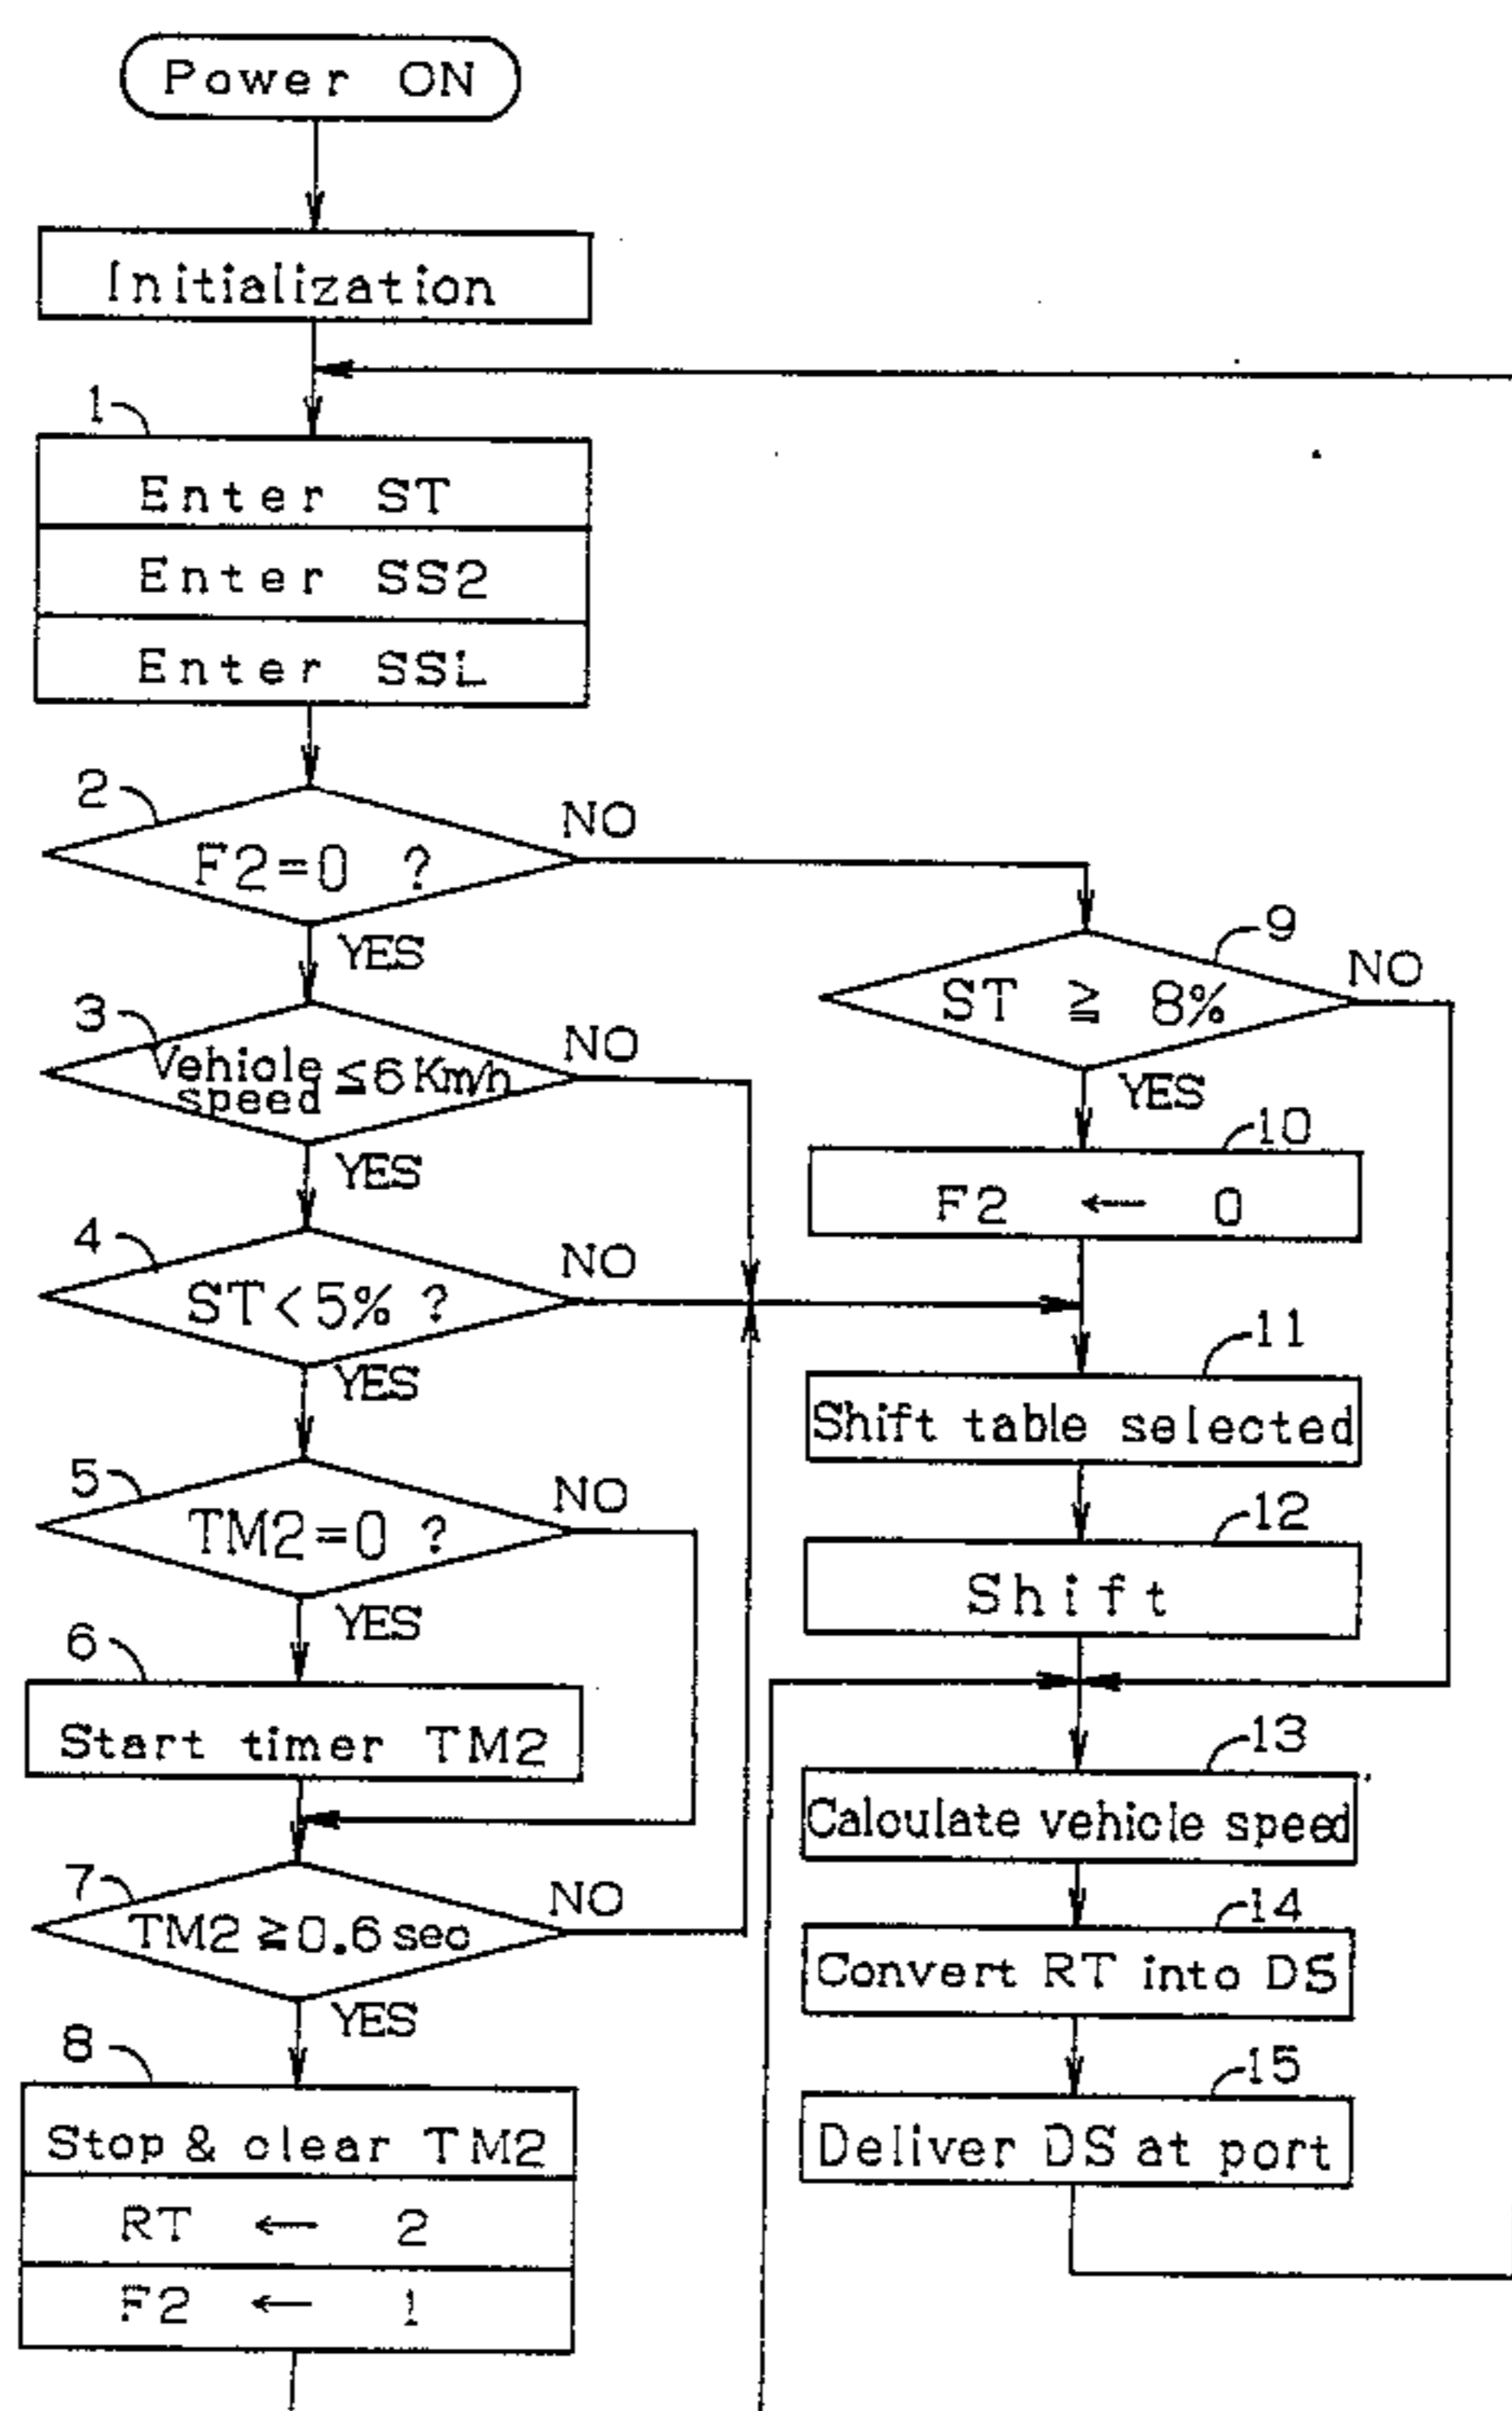 Power ON
Initialization
1
Enter ST
Enter SS2
Enter SSL
2
F2=0 ?
NO
YES
3
Vehicle speed ≦6 Km/h
NO
YES
4
ST<5% ?
NO
YES
5
TM2=0 ?
NO
YES
6
Start timer TM2
7
TM2 ≧0.6 sec
NO
YES
8
Stop & clear TM2
RT ← 2
F2 ← 1
9
ST ≧ 8%
NO
YES
10
F2 ← 0
11
Shift table selected
12
Shift
13
Calculate vehicle speed
14
Convert RT into DS
15
Deliver DS at port